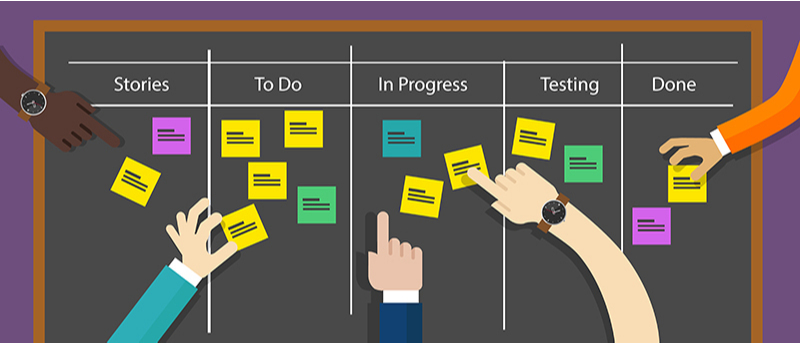 Stories
To Do
In Progress
Testing
Done